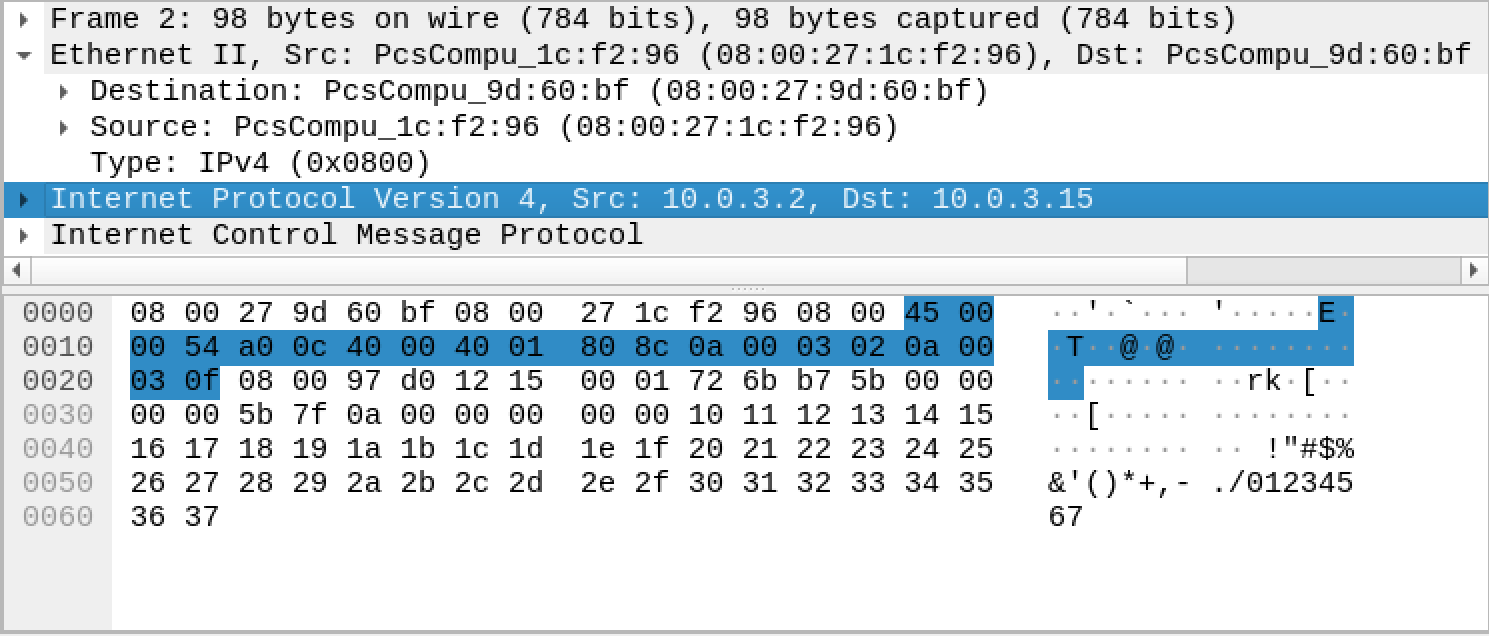 Frame 2: 98 bytes on wire (784 bits), 98 bytes captured (784 bits)
Ethernet II, Src: PcsCompu_1c:f2:96 (08:00:27:1c:f2:96), Dst: PcsCompu_9d:60:bf
Destination: PcsCompu_9d:60:bf (08:00:27:9d:60:bf)
Source: PcsCompu_1c:f2:96 (08:00:27:1c:f2:96)
Type: IPv4 (0x0800)
Internet Protocol Version 4, Src: 10.0.3.2, Dst: 10.0.3.15
Internet Control Message Protocol
0000 08 00 27 9d 60 bf 08 00 27 1c f2 96 08 00 45 00 ··'·`··· '·····E·
0010 00 54 a0 0c 40 00 40 01 80 8c 0a 00 03 02 0a 00 ·T··@·@· ········
0020 03 0f 08 00 97 d0 12 15 00 01 72 6b b7 5b 00 00 ········ ··rk·[··
0030 00 00 5b 7f 0a 00 00 00 00 00 10 11 12 13 14 15 ··[····· ········
0040 16 17 18 19 1a 1b 1c 1d 1e 1f 20 21 22 23 24 25 ········ ·· !"#$%
0050 26 27 28 29 2a 2b 2c 2d 2e 2f 30 31 32 33 34 35 &'()*+,- ./012345
0060 36 37 67